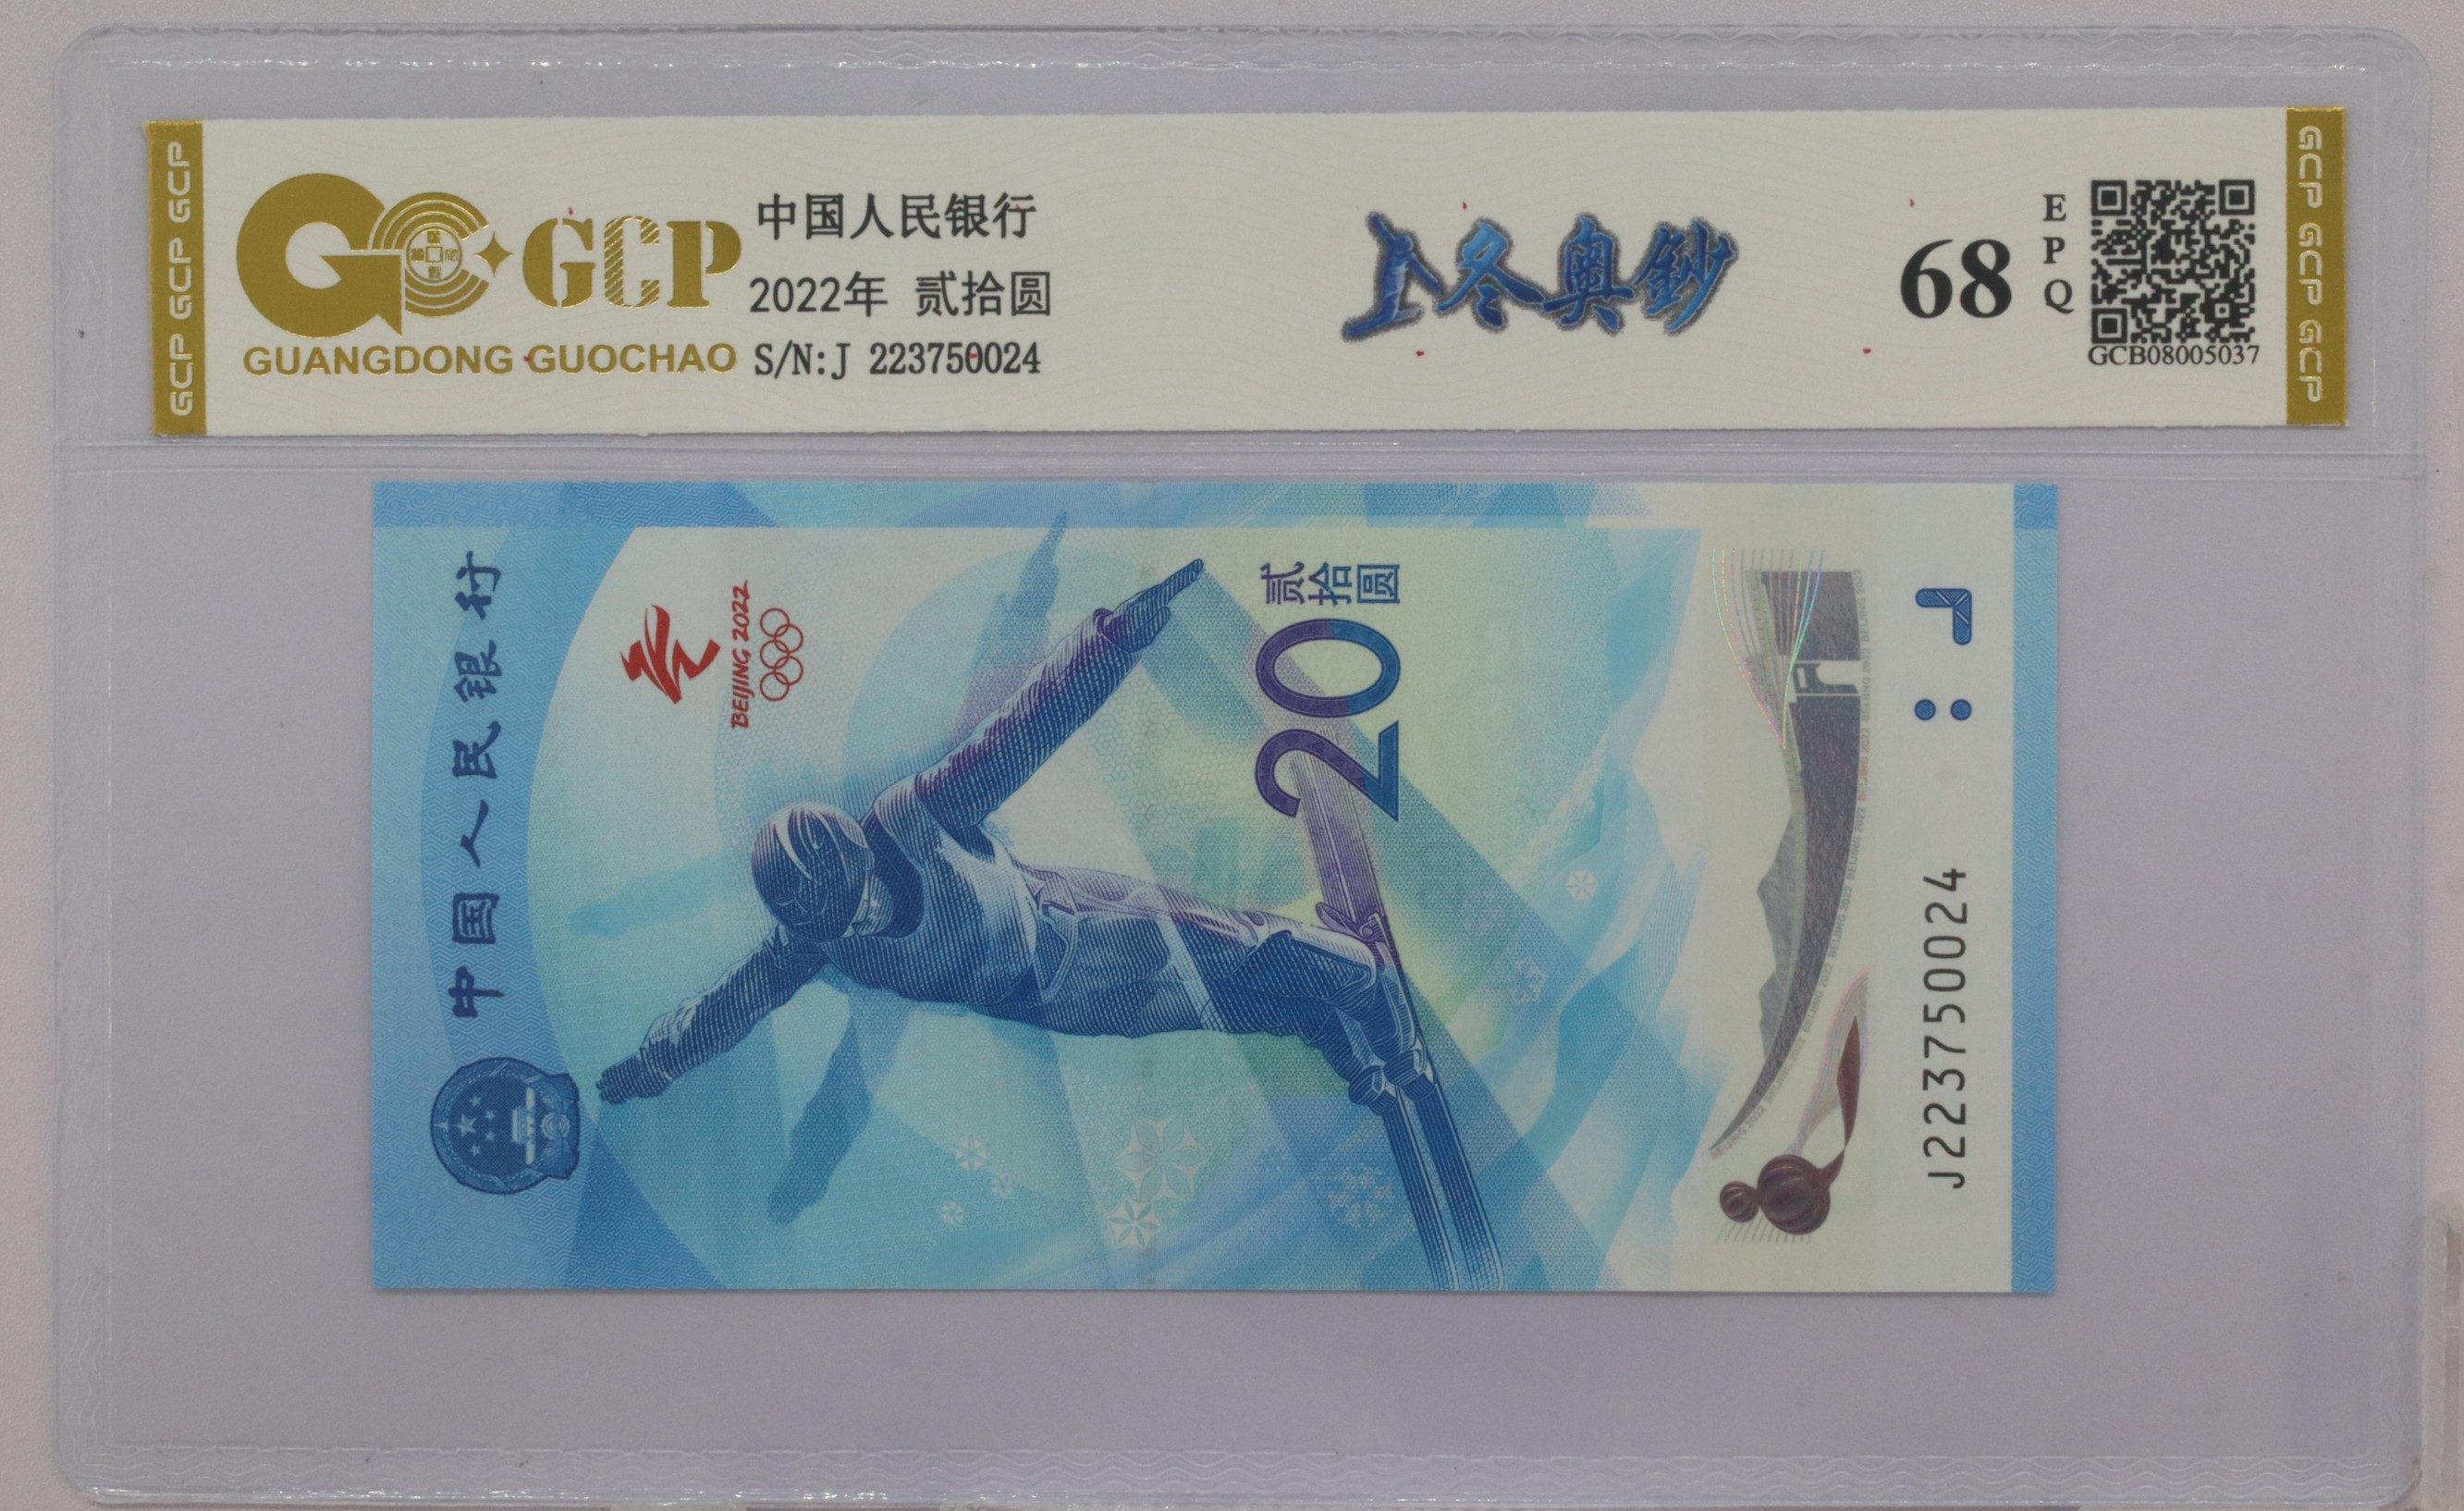 GCP GCP GCP
GCP
GUANGDONG GUOCHAO
中国人民银行
2022年 贰拾圆
S/N:J 223750024
冬奥鈔
68
EPQ
GCB08005037
GCP GCP GCP
中国人民银行
BEIJING 2022
贰拾圆
20
J223750024